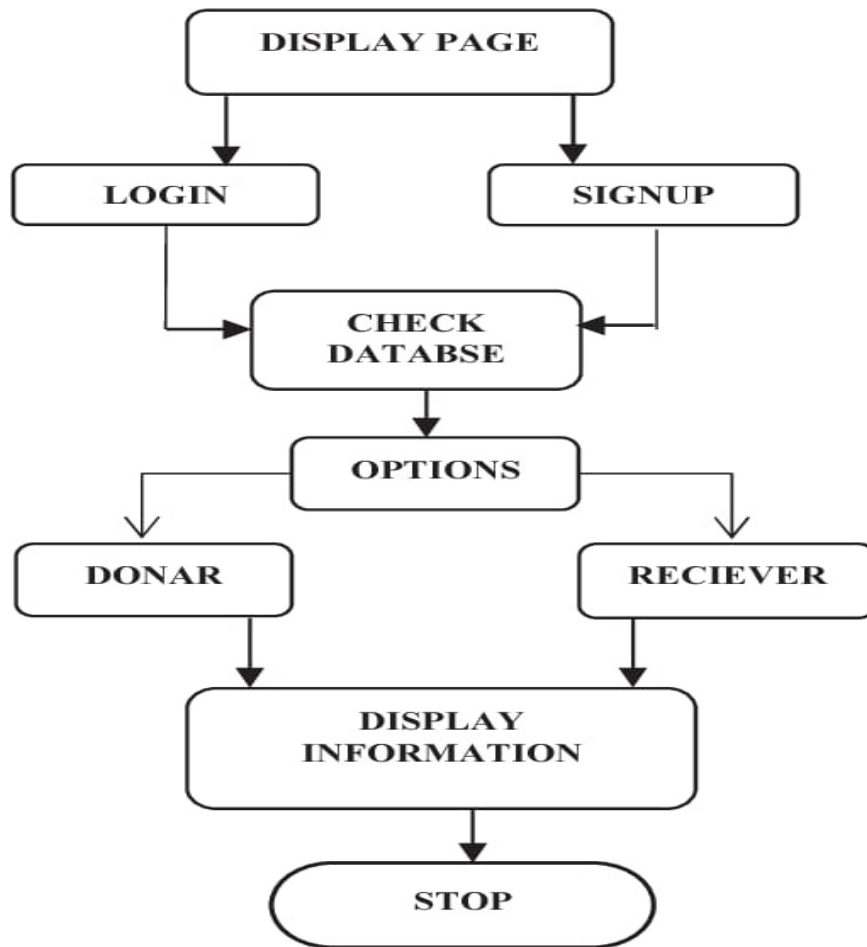 DISPLAY PAGE
LOGIN
SIGNUP
CHECK
DATABSE
OPTIONS
DONAR
RECIEVER
DISPLAY
INFORMATION
STOP